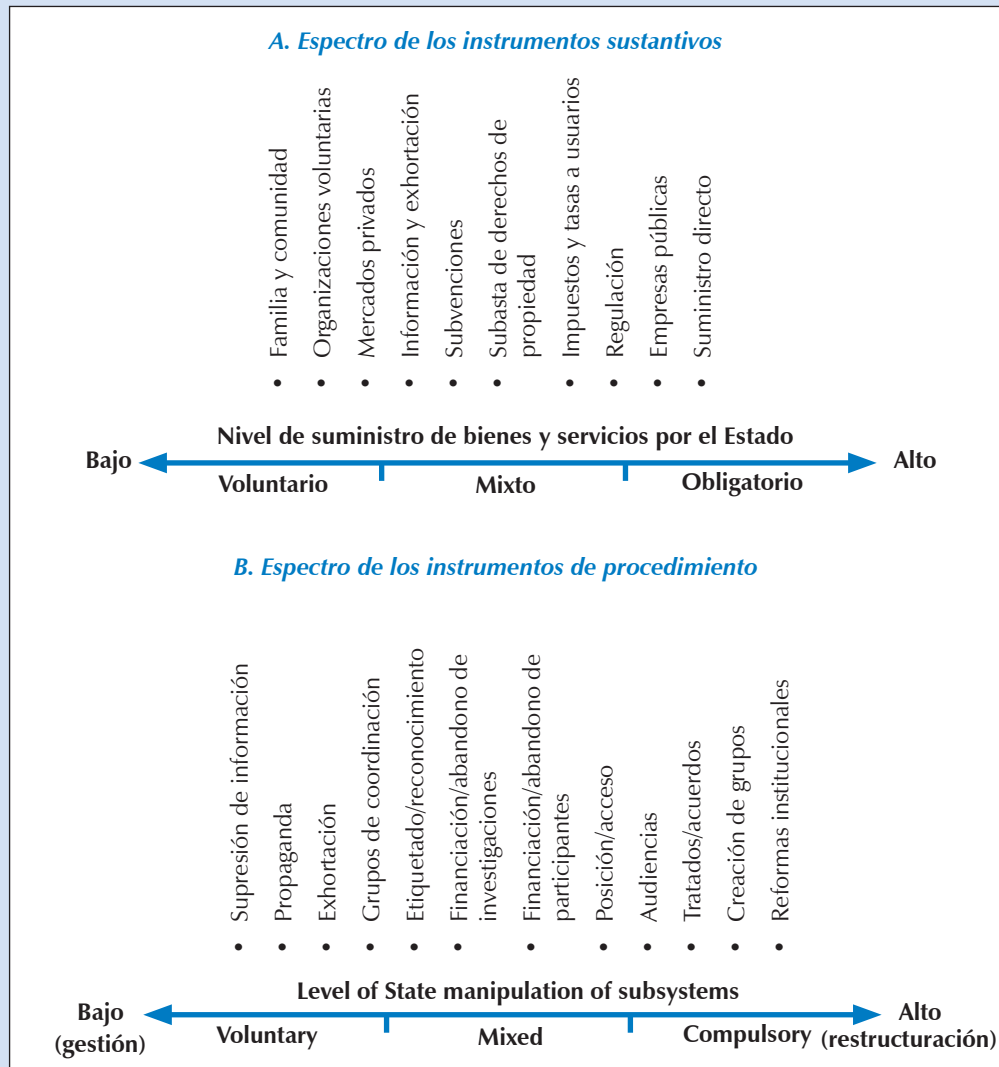 A. Espectro de los instrumentos sustantivos
• Familia y comunidad
• Organizaciones voluntarias
• Mercados privados
• Información y exhortación
• Subvenciones
• Subasta de derechos de
propiedad
• Impuestos y tasas a usuarios
• Regulación
• Empresas públicas
• Suministro directo
Nivel de suministro de bienes y servicios por el Estado
Bajo
Alto
Voluntario
Mixto
Obligatorio
B. Espectro de los instrumentos de procedimiento
• Supresión de información
• Propaganda
• Exhortación
• Grupos de coordinación
• Etiquetado/reconocimiento
• Financiación/abandono de
investigaciones
• Financiación/abandono de
participantes
• Posición/acceso
• Audiencias
• Tratados/acuerdos
• Creación de grupos
• Reformas institucionales
Level of State manipulation of subsystems
Bajo
(gestión)
Alto
(restructuración)
Voluntary
Mixed
Compulsory